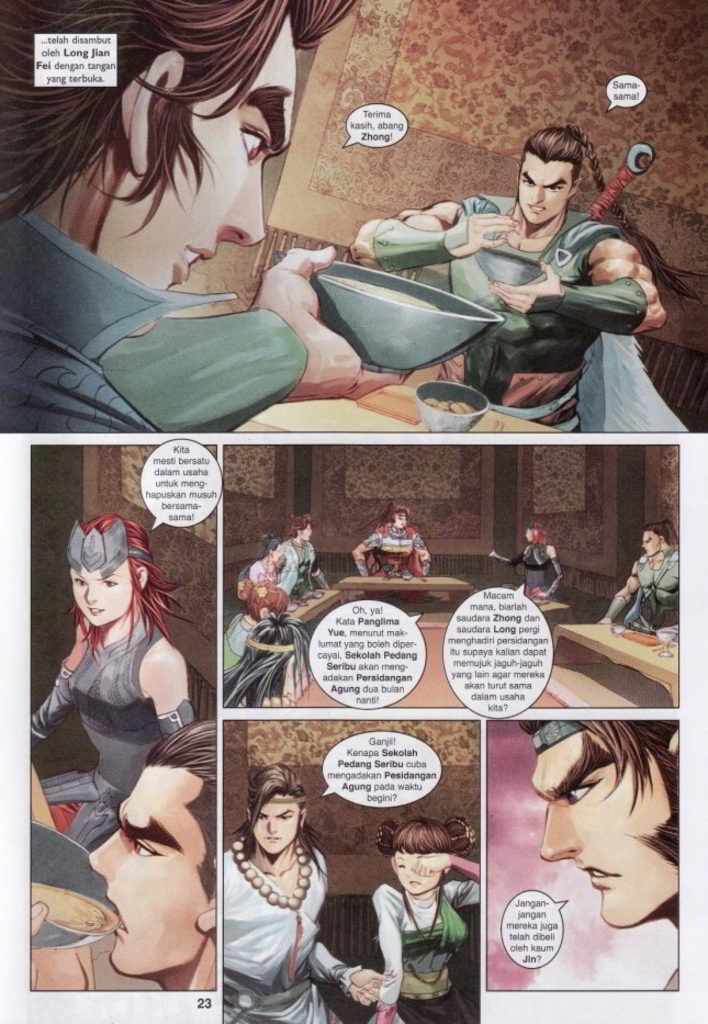 ...telah disambut
oleh Long Jian
Fei dengan tangan
yang terbuka.
Terima
kasih, abang
Zhong!
Sama-
sama!
Kita
mesti bersatu
dalam usaha
untuk meng-
hapuskan musuh
bersama-
sama!
Oh, ya!
Kata Panglima
Yue, menurut mak-
lumat yang boleh diper-
cayai, Sekolah Pedang
Seribu akan meng-
adakan Persidangan
Agung dua bulan
nanti!
Macam
mana, biarlah
saudara Zhong dan
saudara Long pergi
menghadiri persidangan
itu supaya kalian dapat
memujuk jaguh-jaguh
yang lain agar mereka
akan turut sama
dalam usaha
kita?
Ganjil!
Kenapa Sekolah
Pedang Seribu cuba
mengadakan Pesidangan
Agung pada waktu
begini?
Jangan-
jangan
mereka juga
telah dibeli
oleh kaum
Jin?
23